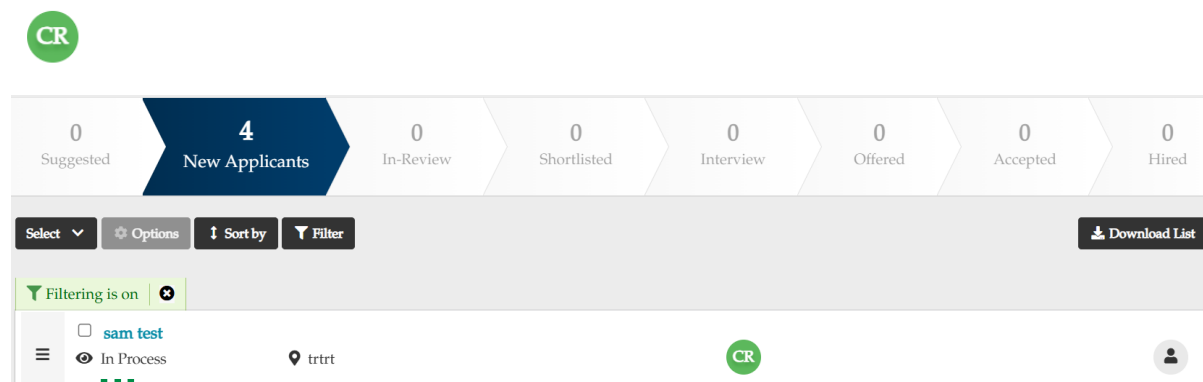 CR
0
Suggested
4
New Applicants
0
In-Review
0
Shortlisted
0
Interview
0
Offered
0
Accepted
0
Hired
Select Options Sort by Filter Download List
Filtering is on
sam test
In Process trtrt CR